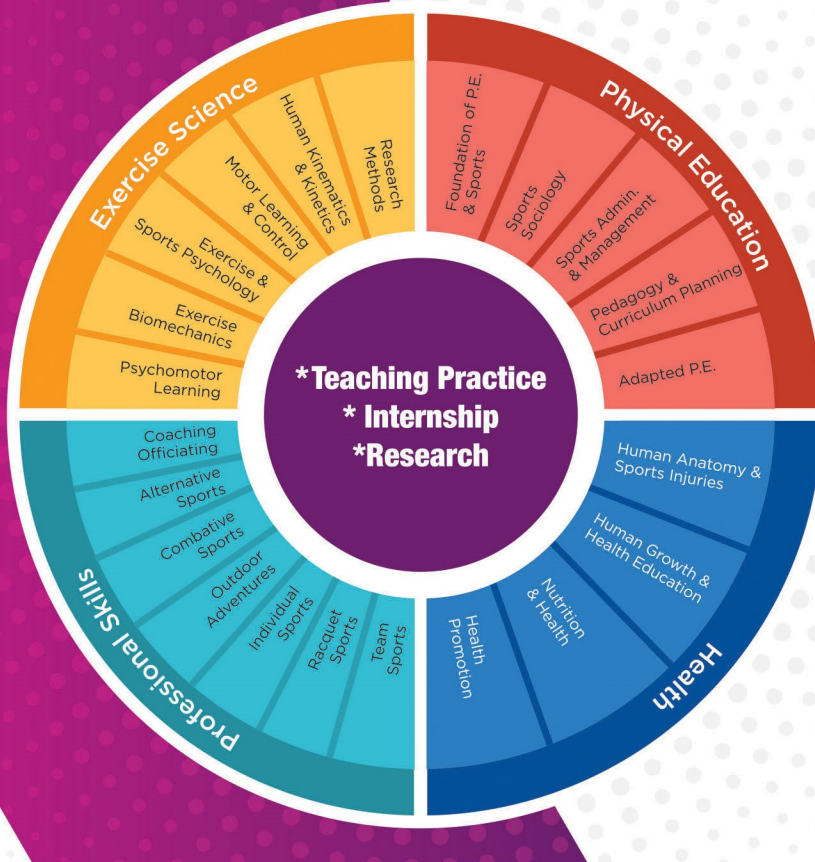 Exercise Science
Psychomotor
Learning
Exercise
Biomechanics
Exercise &
Sports Psychology
Motor Learning
& Control
Human Kinematics
& Kinetics
Research
Methods
Physical Education
Foundation of P.E.
& Sports
Sports
Sociology
Sports Admin.
& Management
Pedagogy &
Curriculum Planning
Adapted P.E.
*Teaching Practice
* Internship
*Research
Professional Skills
Coaching
Officiating
Alternative
Sports
Combative
Sports
Outdoor
Adventures
Individual
Sports
Racquet
Sports
Team
Sports
Health
Human Anatomy &
Sports Injuries
Human Growth &
Health Education
Nutrition
& Health
Health
Promotion